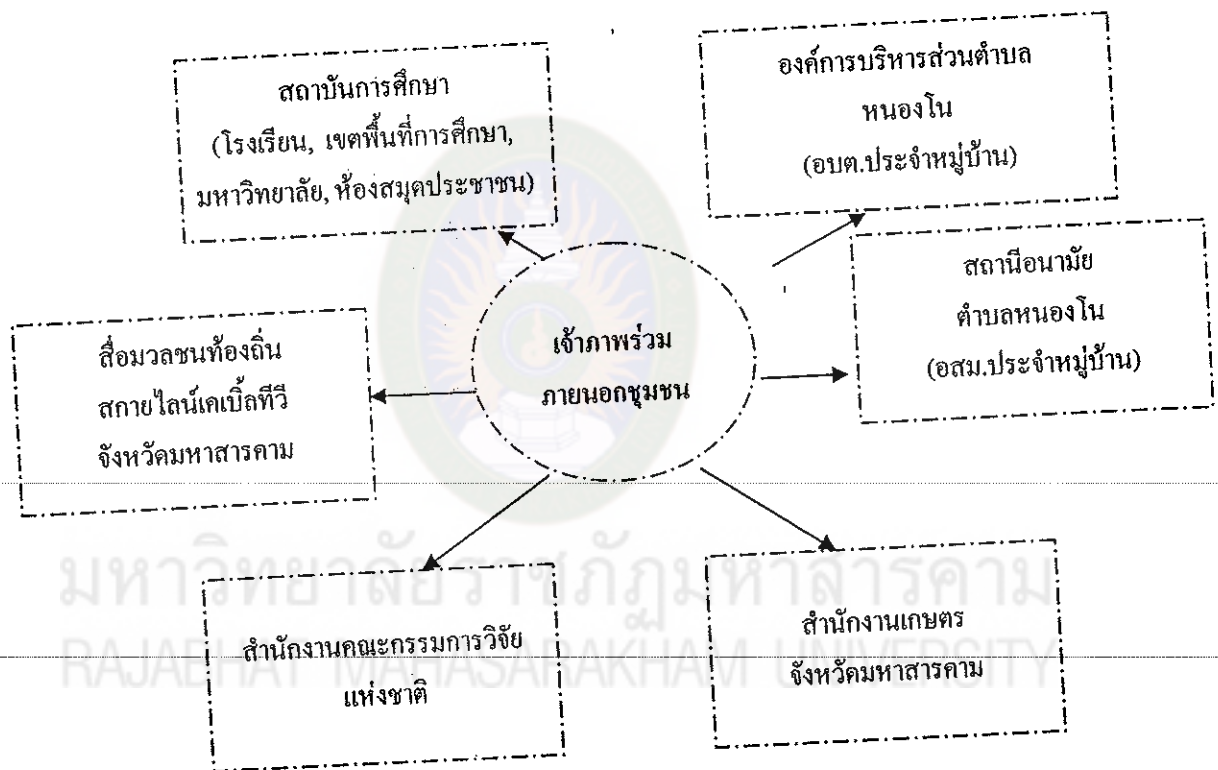 สถาบันการศึกษา
(โรงเรียน, เขตพื้นที่การศึกษา,
มหาวิทยาลัย, ห้องสมุดประชาชน)
องค์การบริหารส่วนตำบล
หนองโน
(อบต.ประจำหมู่บ้าน)
สถานีอนามัย
ตำบลหนองโน
(อสม.ประจำหมู่บ้าน)
เจ้าภาพร่วม
ภายนอกชุมชน
สื่อมวลชนท้องถิ่น
สกายไลน์เคเบิ้ลทีวี
จังหวัดมหาสารคาม
สำนักงานคณะกรรมการวิจัย
แห่งชาติ
สำนักงานเกษตร
จังหวัดมหาสารคาม
มหาวิทยาลัยราชภัฏมหาสารคาม
RAJABHAT MAHASARAKHAM UNIVERSITY